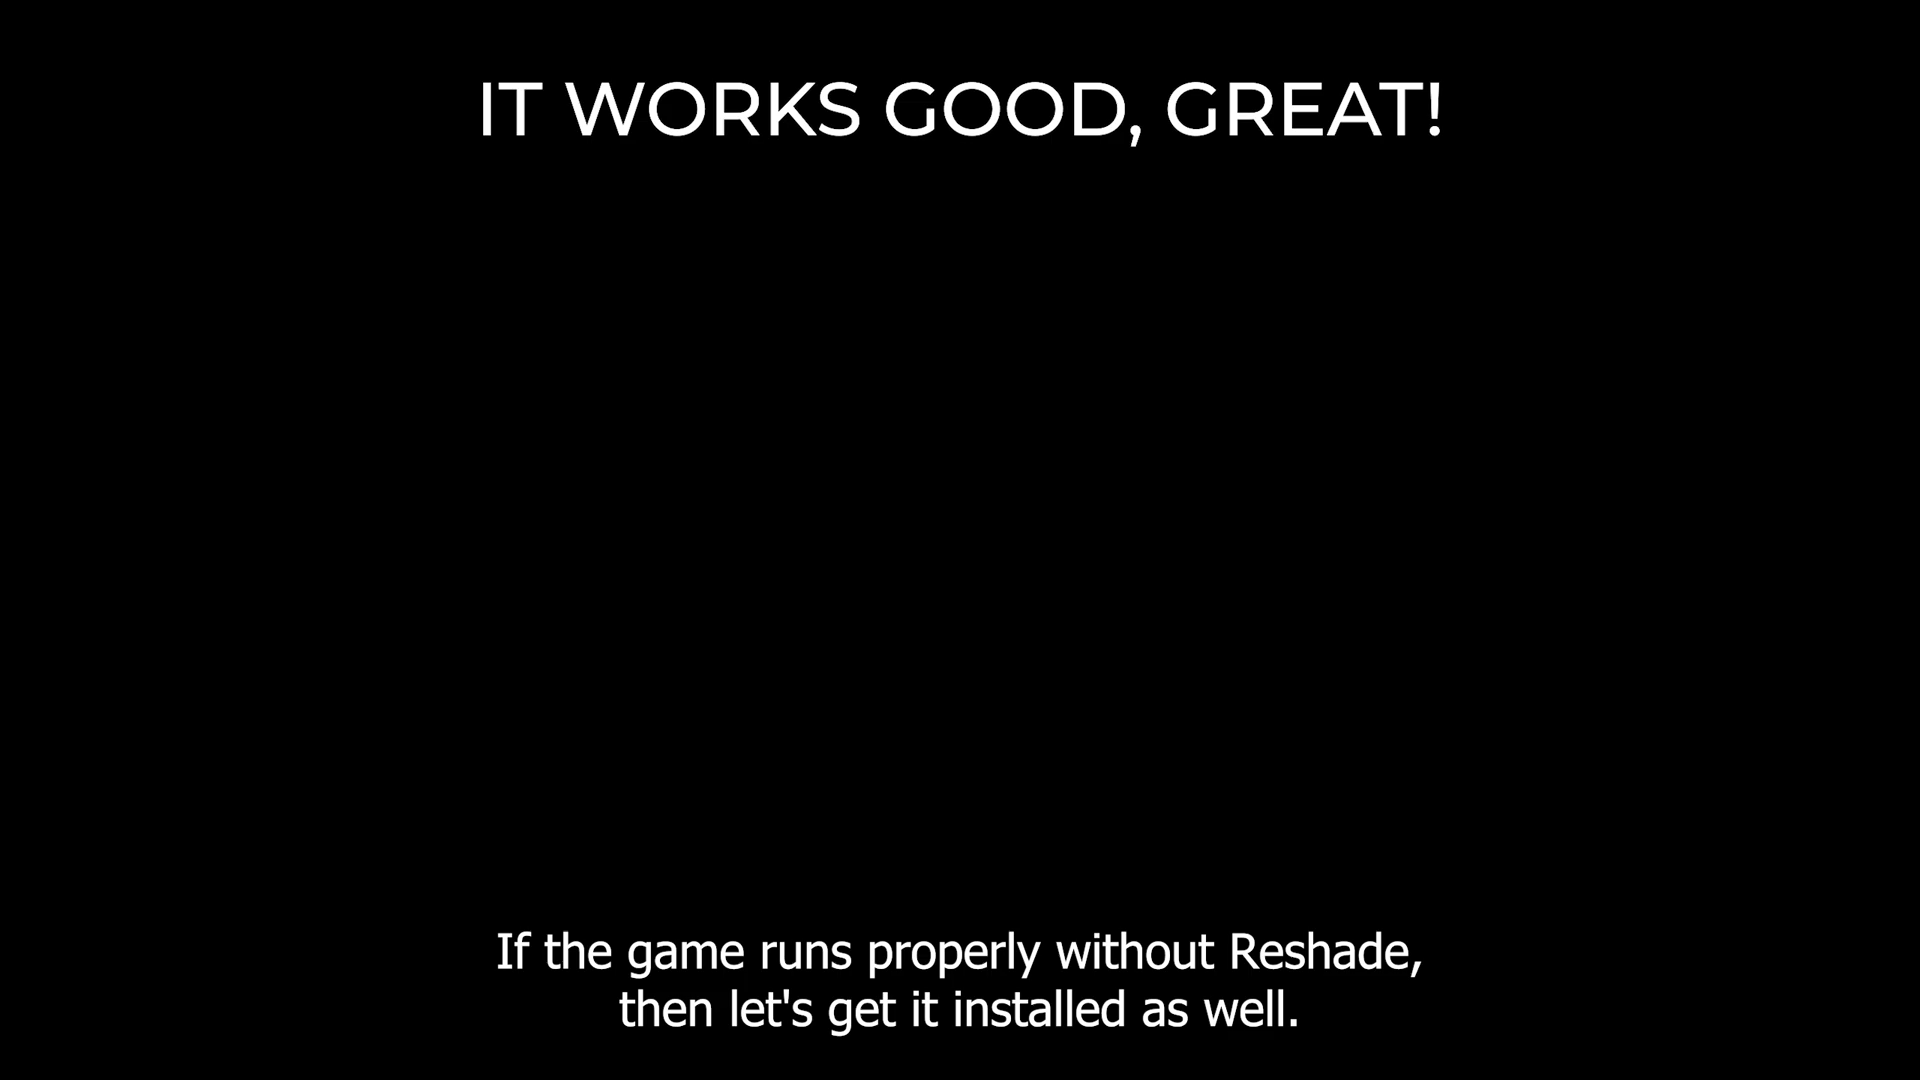 IT WORKS GOOD, GREAT!
If the game runs properly without Reshade,
then let's get it installed as well.